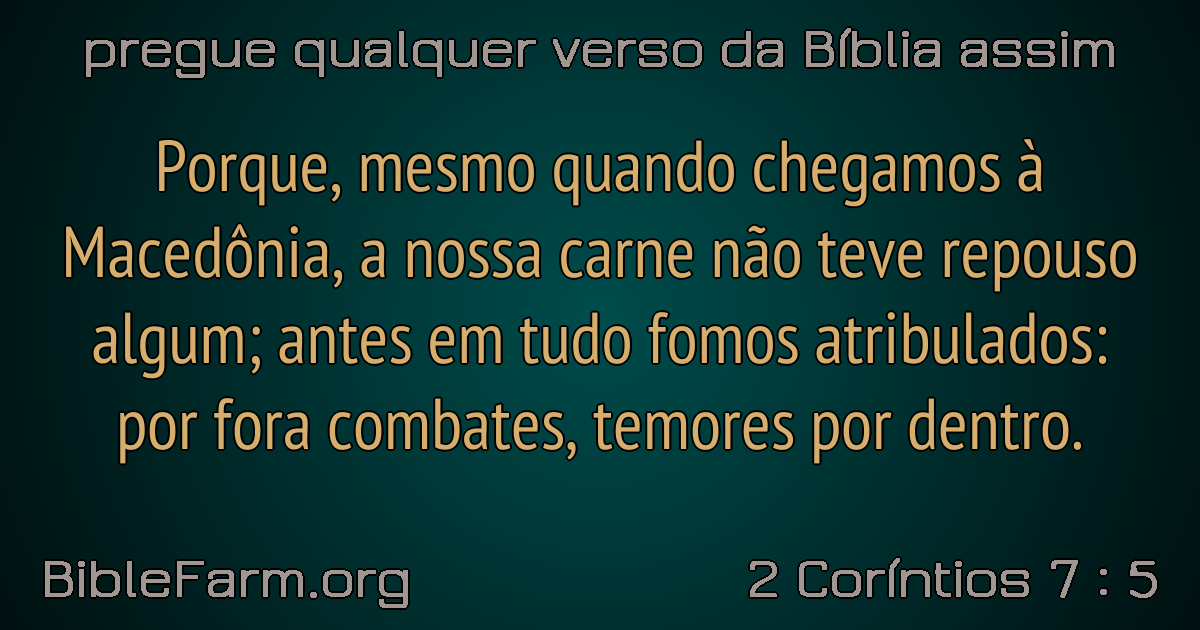 pregue qualquer verso da Bíblia assim
Porque, mesmo quando chegamos à
Macedônia, a nossa carne não teve repouso
algum; antes em tudo fomos atribulados:
por fora combates, temores por dentro.
BibleFarm.org
2 Coríntios 7 : 5